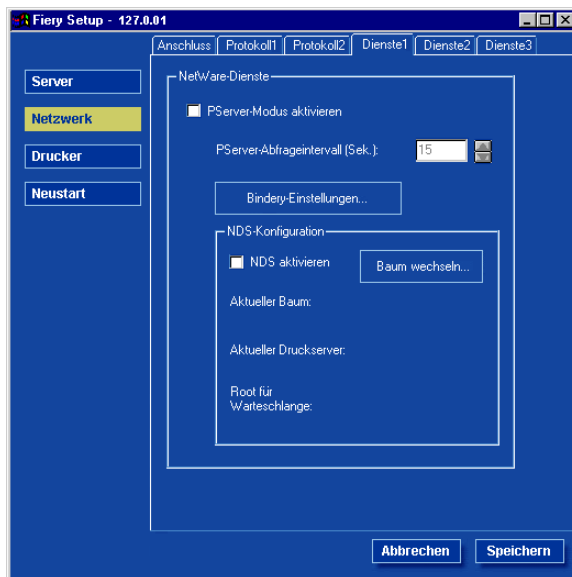 Fiery Setup - 127.0.01
Anschluss Protokoll1 Protokoll2 Dienste1 Dienste2 Dienste3
Server
Netzwerk
Drucker
Neustart
NetWare-Dienste
PServer-Modus aktivieren
PServer-Abfrageintervall (Sek.): 15
Bindery-Einstellungen...
NDS-Konfiguration
NDS aktivieren
Baum wechseln...
Aktueller Baum:
Aktueller Druckserver:
Root für
Warteschlange:
Abbrechen Speichern